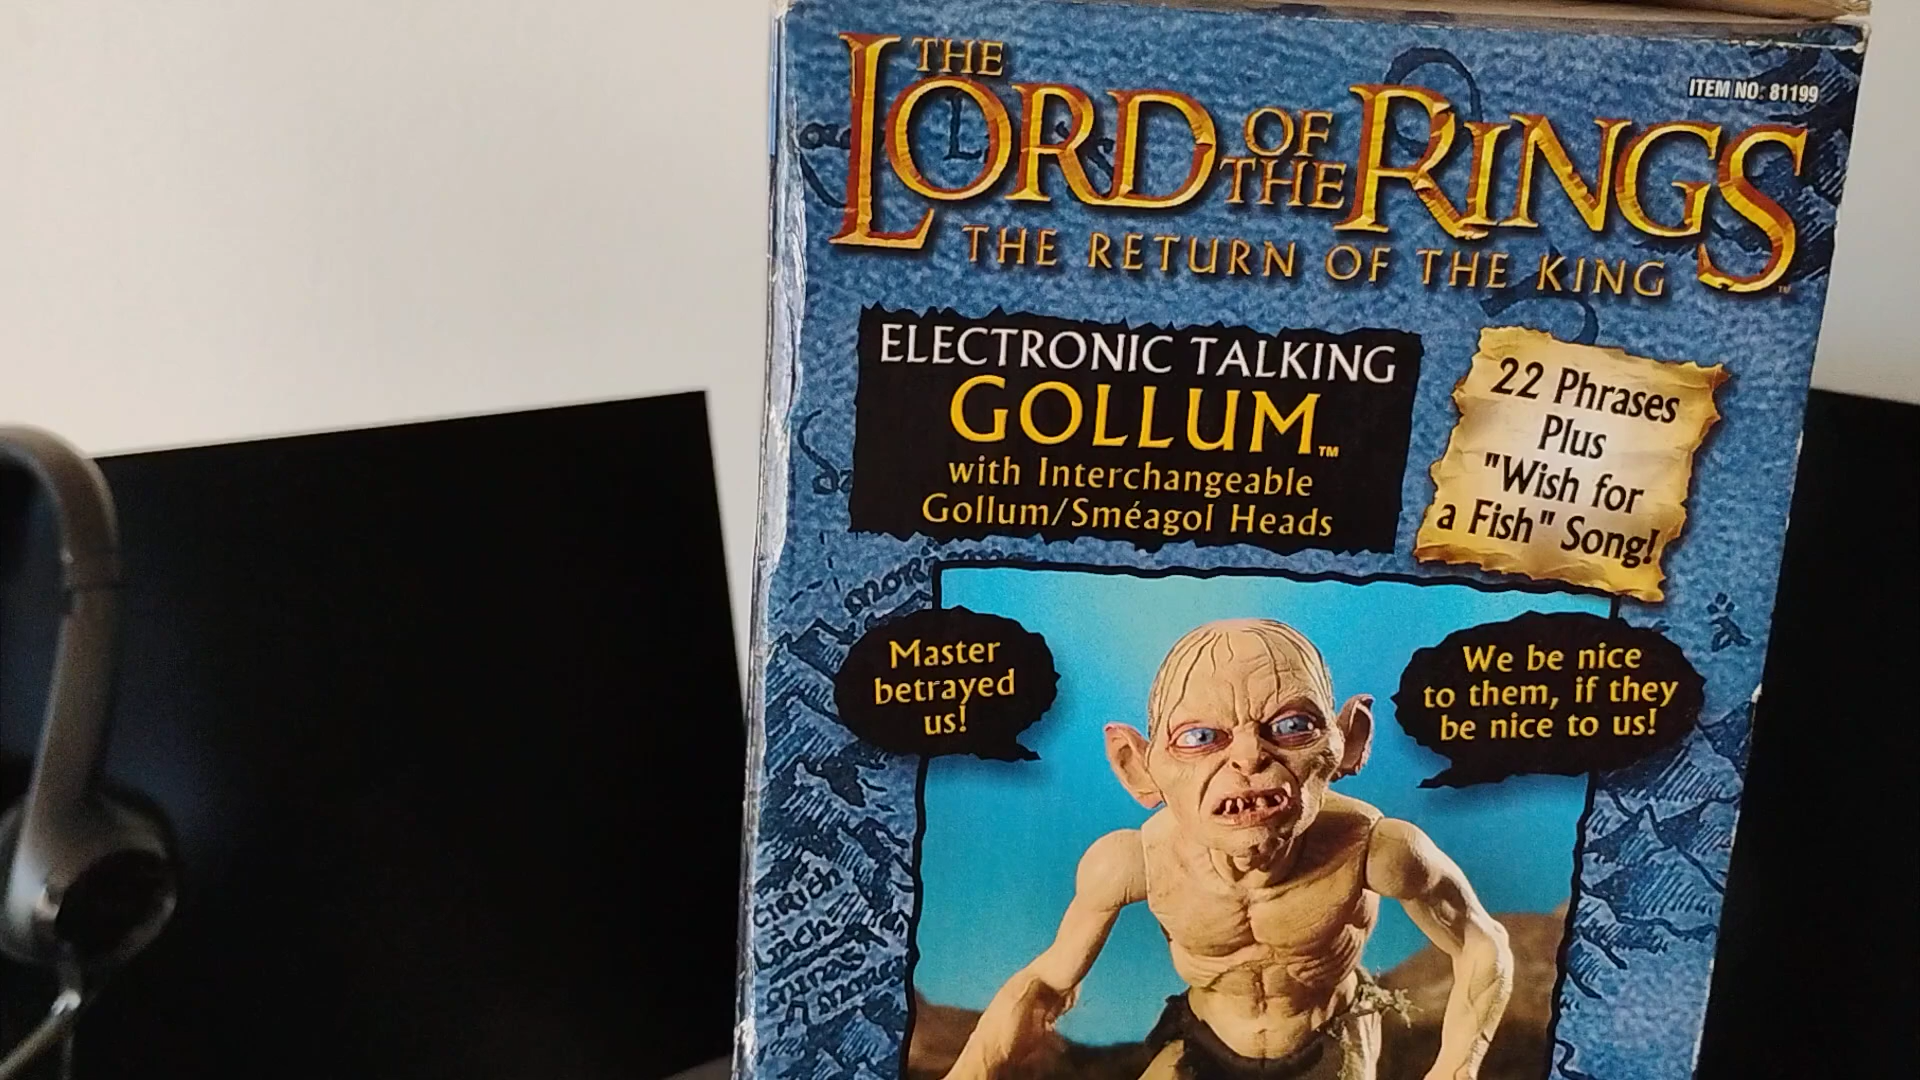 THE
LORD OF THE RINGS
ITEM NO: 81199
THE RETURN OF THE KING
™
ELECTRONIC TALKING
GOLLUM™
with Interchangeable
Gollum/Sméagol Heads
22 Phrases
Plus
"Wish for
a Fish" Song!
Master
betrayed
us!
We be nice
to them, if they
be nice to us!